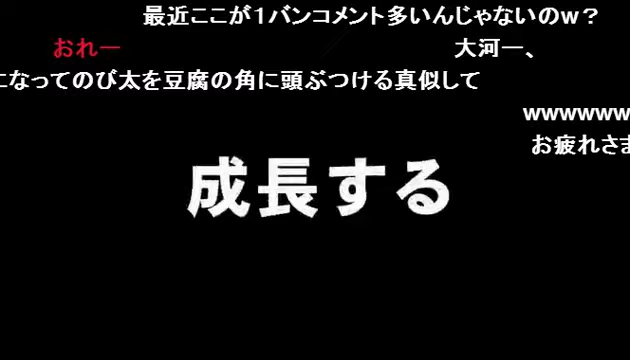 最近ここが１バンコメント多いんじゃないのｗ？
おれー
大河ー、
になってのび太を豆腐の角に頭ぶつける真似して
wwwwwww
お疲れさま
成長する